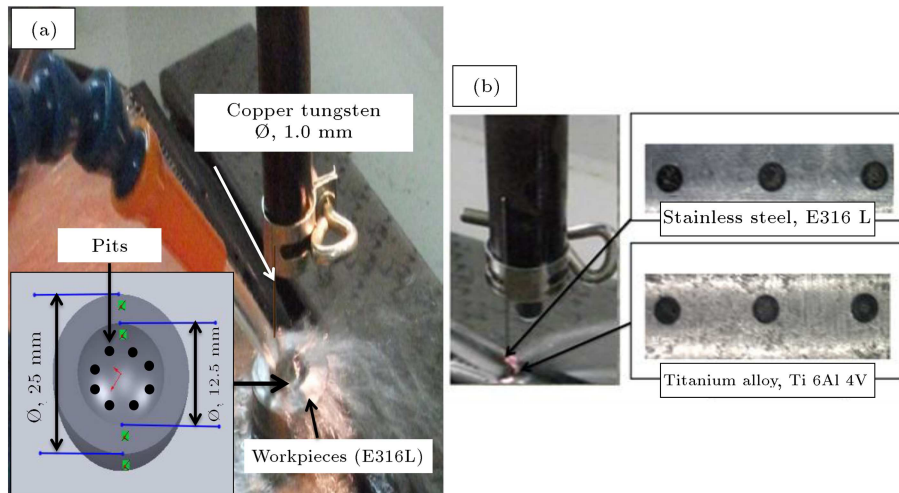 (a)
Copper tungsten
Ø, 1.0 mm
Pits
Ø, 25 mm
Ø, 12.5 mm
Workpieces (E316L)
(b)
Stainless steel, E316 L
Titanium alloy, Ti 6Al 4V